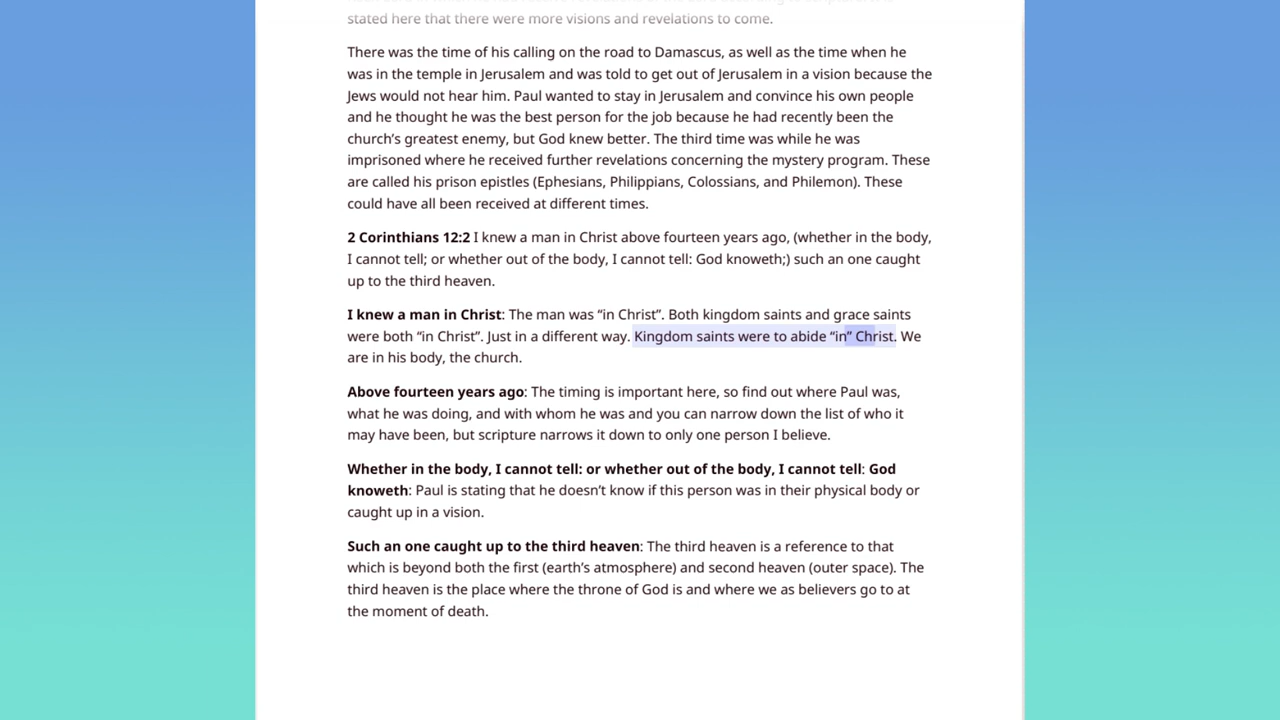 stated here that there were more visions and revelations to come.
There was the time of his calling on the road to Damascus, as well as the time when he
was in the temple in Jerusalem and was told to get out of Jerusalem in a vision because the
Jews would not hear him. Paul wanted to stay in Jerusalem and convince his own people
and he thought he was the best person for the job because he had recently been the
church’s greatest enemy, but God knew better. The third time was while he was
imprisoned where he received further revelations concerning the mystery program. These
are called his prison epistles (Ephesians, Philippians, Colossians, and Philemon). These
could have all been received at different times.
2 Corinthians 12:2 I knew a man in Christ above fourteen years ago, (whether in the body,
I cannot tell; or whether out of the body, I cannot tell: God knoweth;) such an one caught
up to the third heaven.
I knew a man in Christ: The man was “in Christ”. Both kingdom saints and grace saints
were both “in Christ”. Just in a different way. Kingdom saints were to abide “in” Christ. We
are in his body, the church.
Above fourteen years ago: The timing is important here, so find out where Paul was,
what he was doing, and with whom he was and you can narrow down the list of who it
may have been, but scripture narrows it down to only one person I believe.
Whether in the body, I cannot tell: or whether out of the body, I cannot tell: God
knoweth: Paul is stating that he doesn’t know if this person was in their physical body or
caught up in a vision.
Such an one caught up to the third heaven: The third heaven is a reference to that
which is beyond both the first (earth’s atmosphere) and second heaven (outer space). The
third heaven is the place where the throne of God is and where we as believers go to at
the moment of death.